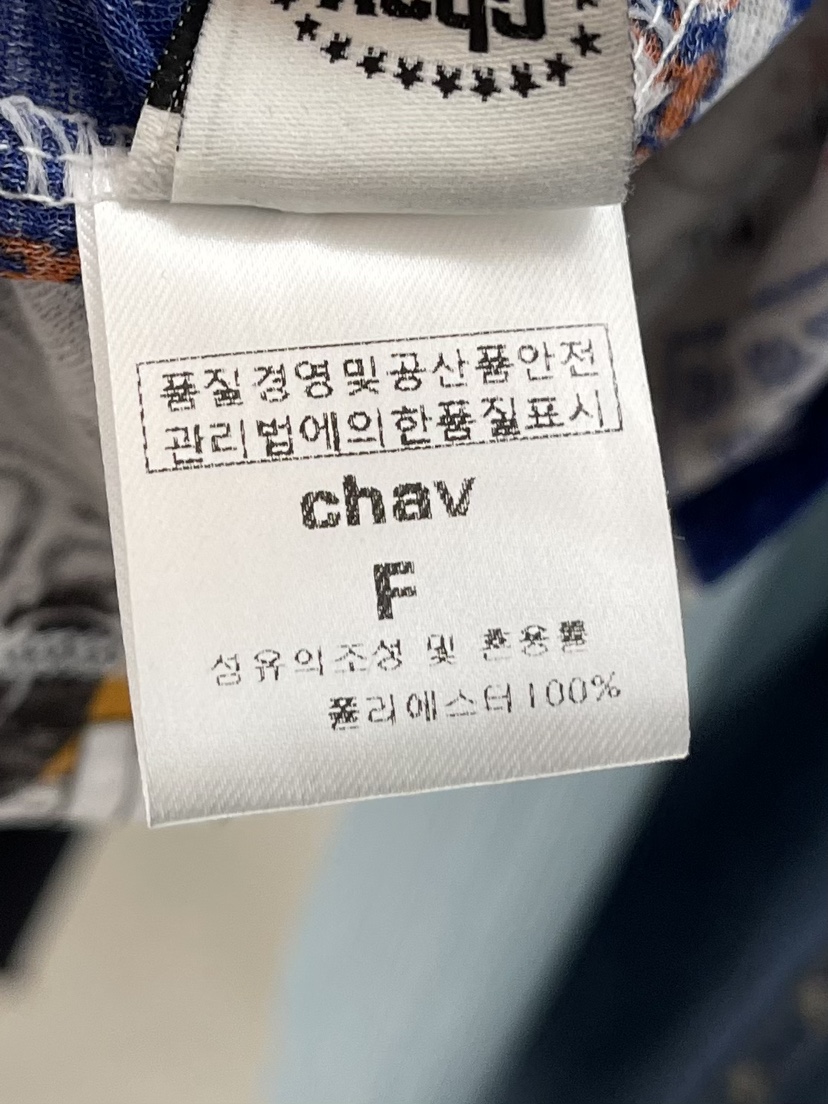 chav
품질경영및공산품안전
관리법에의한품질표시
chav
F
섬유의조성 및 혼용률
폴리에스터100%